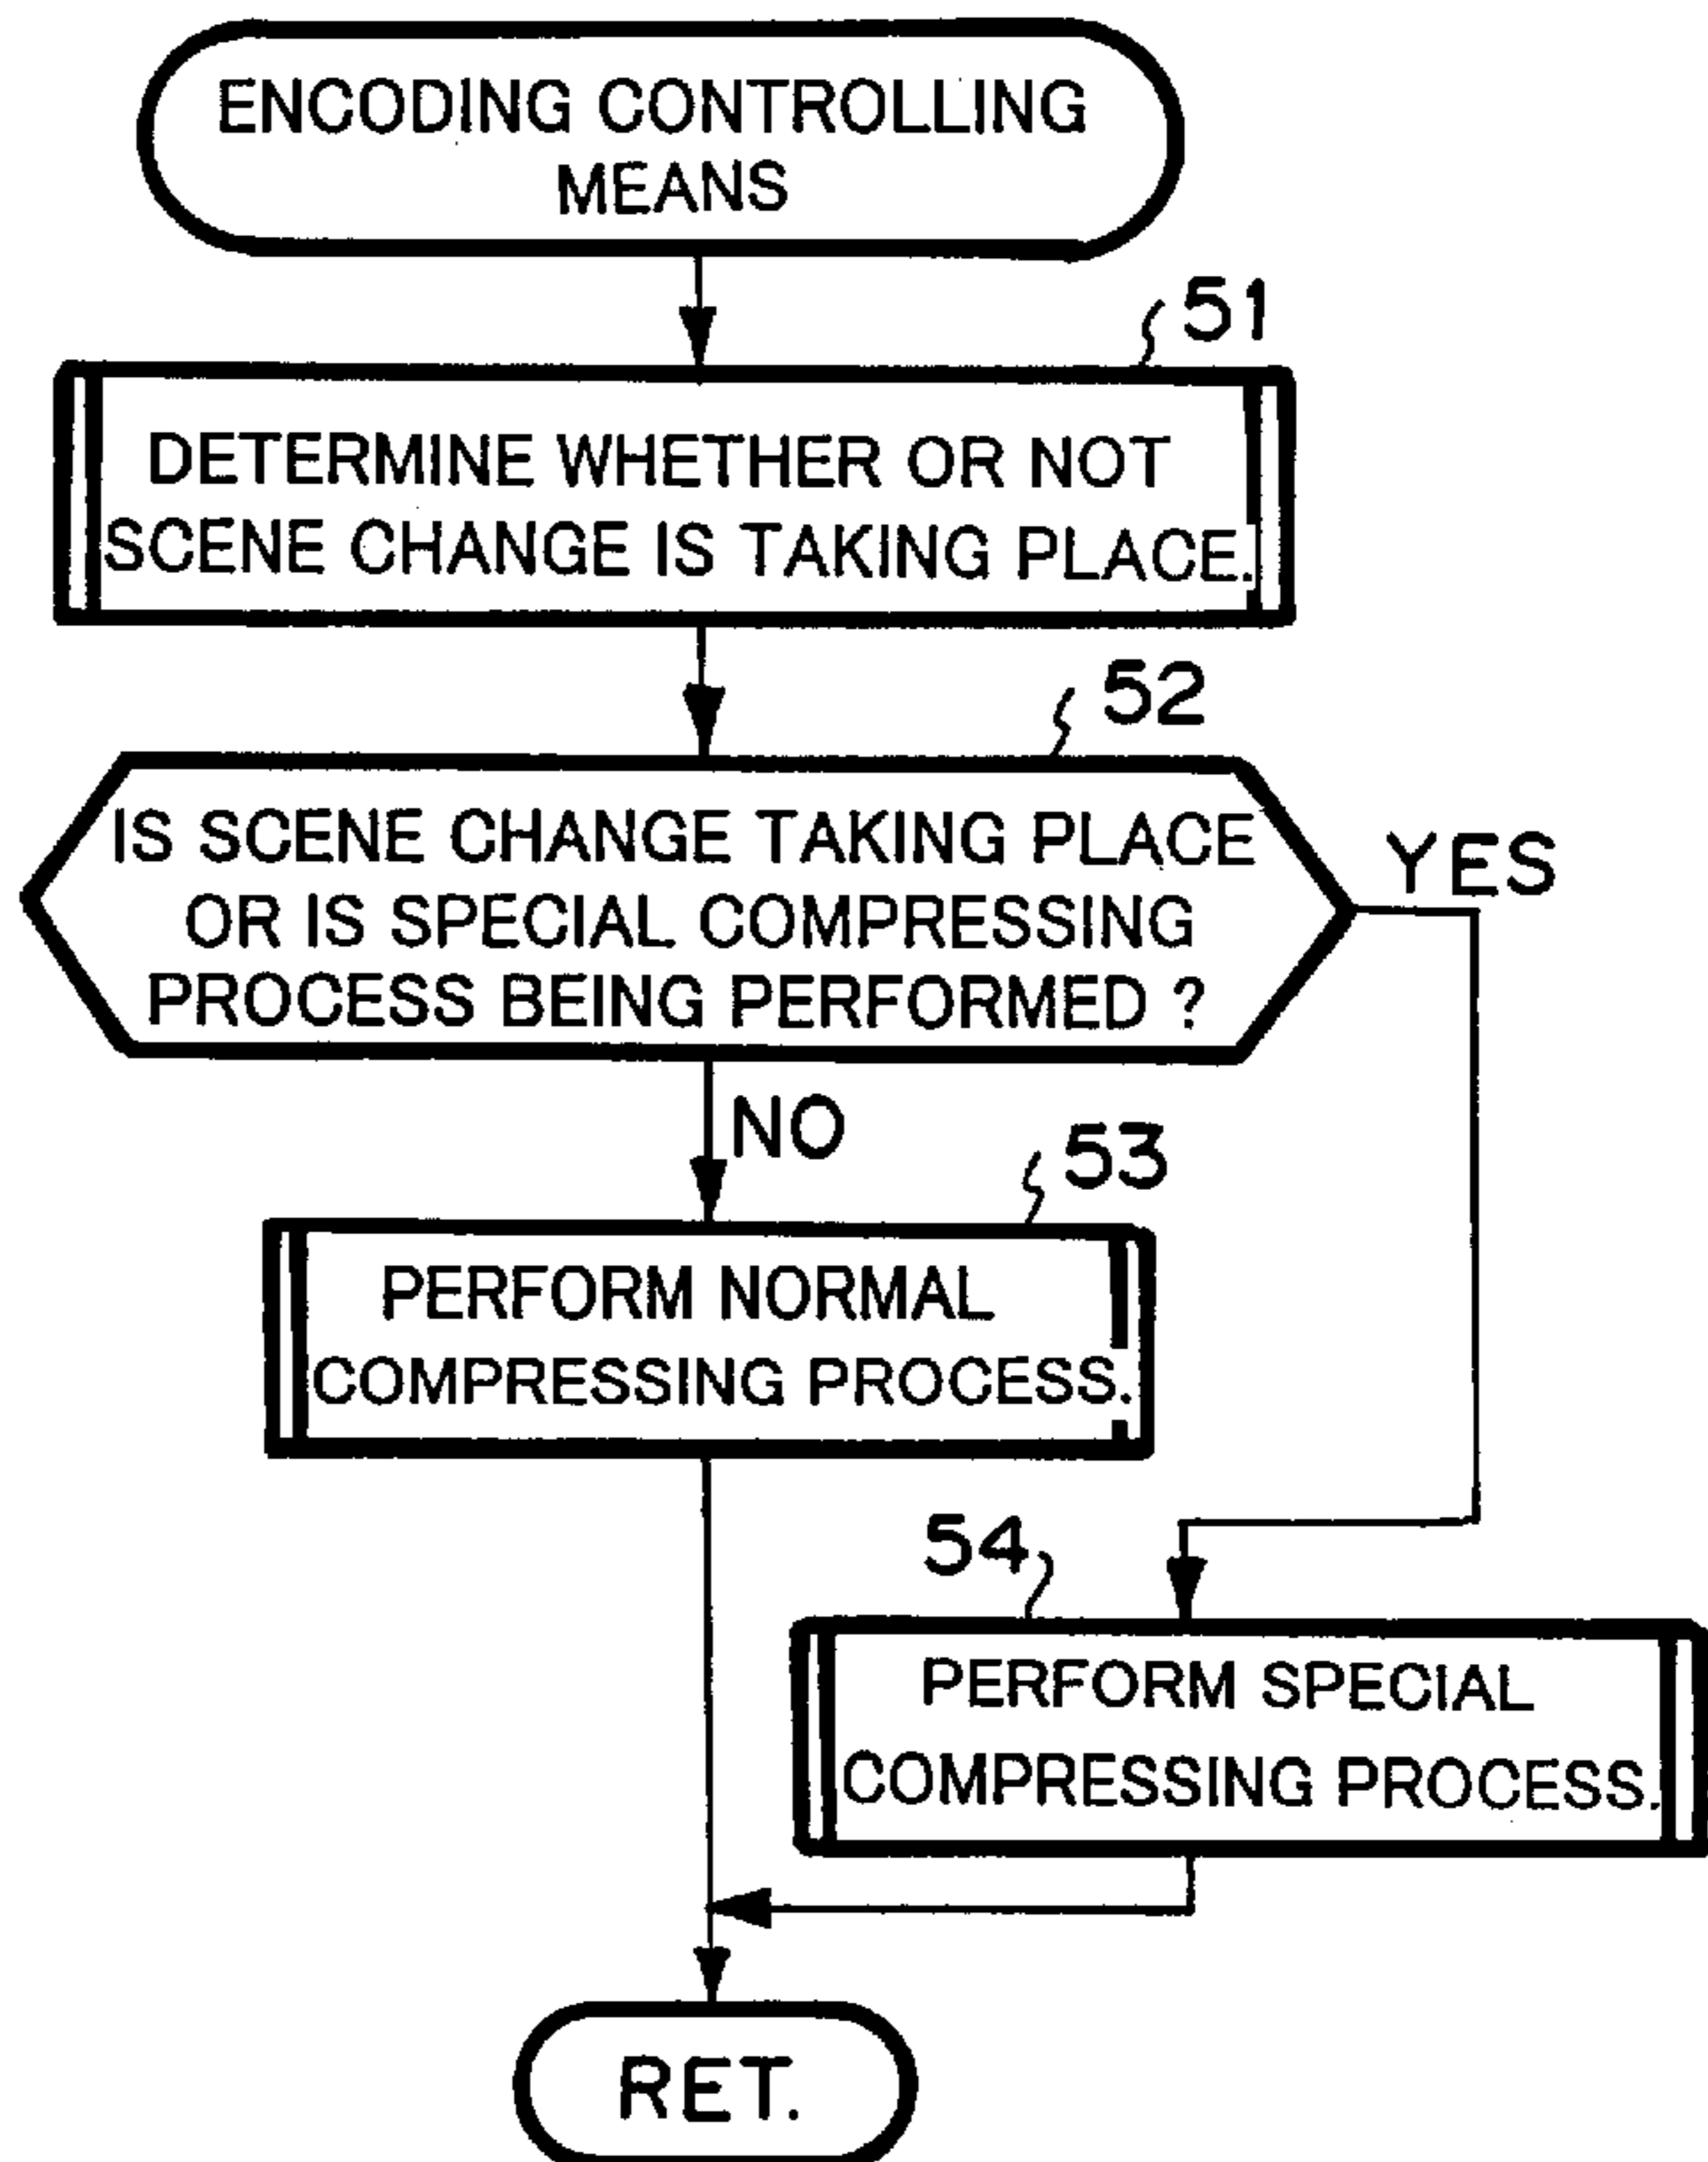 ENCODING CONTROLLING
MEANS
51
DETERMINE WHETHER OR NOT
SCENE CHANGE IS TAKING PLACE.
52
IS SCENE CHANGE TAKING PLACE
OR IS SPECIAL COMPRESSING
PROCESS BEING PERFORMED ?
YES
NO
53
PERFORM NORMAL
COMPRESSING PROCESS.
54
PERFORM SPECIAL
COMPRESSING PROCESS.
RET.